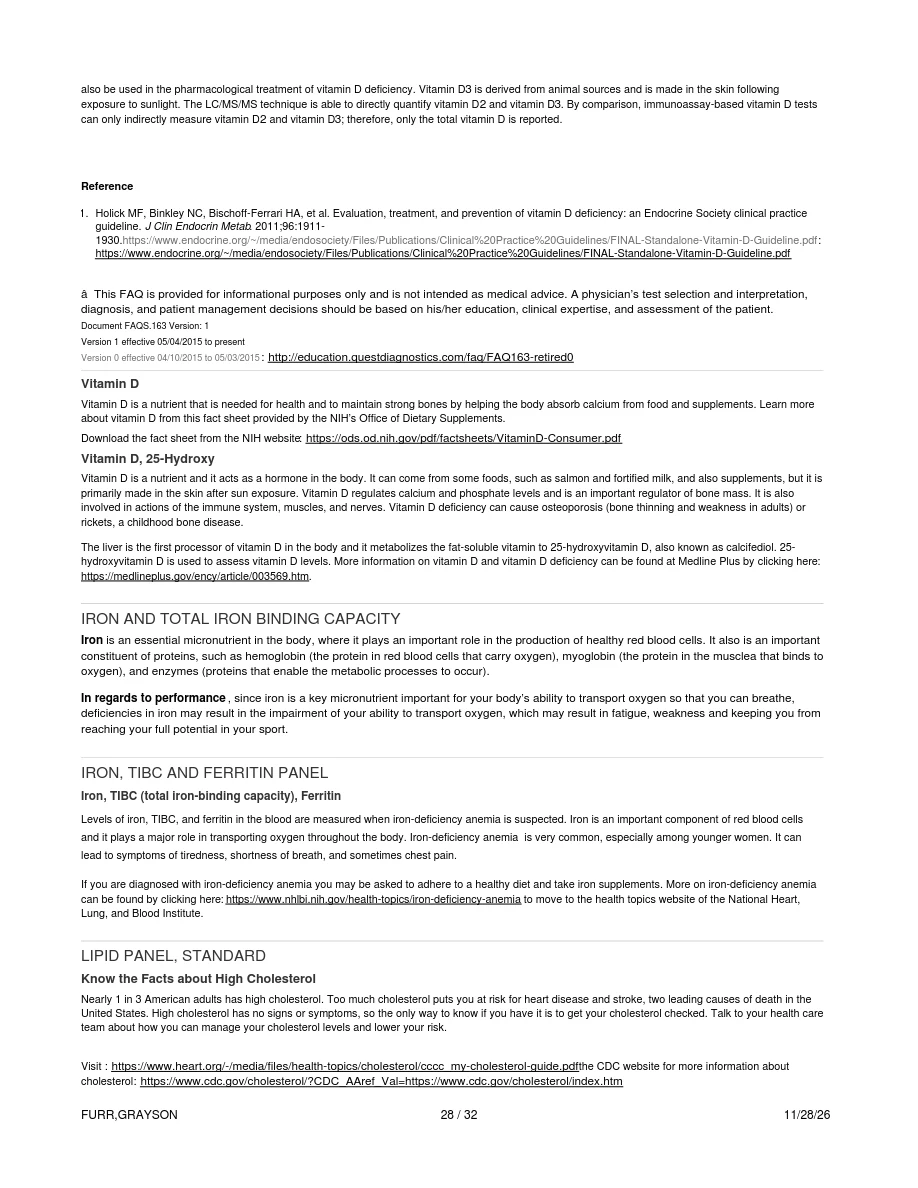 also be used in the pharmacological treatment of vitamin D deficiency. Vitamin D3 is derived from animal sources and is made in the skin following
exposure to sunlight. The LC/MS/MS technique is able to directly quantify vitamin D2 and vitamin D3. By comparison, immunoassay-based vitamin D tests
can only indirectly measure vitamin D2 and vitamin D3; therefore, only the total vitamin D is reported.
Reference
1. Holick MF, Binkley NC, Bischoff-Ferrari HA, et al. Evaluation, treatment, and prevention of vitamin D deficiency: an Endocrine Society clinical practice
guideline. J Clin Endocrin Metab. 2011;96:1911-
1930.https://www.endocrine.org/~/media/endosociety/Files/Publications/Clinical%20Practice%20Guidelines/FINAL-Standalone-Vitamin-D-Guideline.pdf:
https://www.endocrine.org/~/media/endosociety/Files/Publications/Clinical%20Practice%20Guidelines/FINAL-Standalone-Vitamin-D-Guideline.pdf
â This FAQ is provided for informational purposes only and is not intended as medical advice. A physician's test selection and interpretation,
diagnosis, and patient management decisions should be based on his/her education, clinical expertise, and assessment of the patient.
Document FAQS.163 Version: 1
Version 1 effective 05/04/2015 to present
Version 0 effective 04/10/2015 to 05/03/2015 : http://education.questdiagnostics.com/faq/FAQ163-retired0
Vitamin D
Vitamin D is a nutrient that is needed for health and to maintain strong bones by helping the body absorb calcium from food and supplements. Learn more
about vitamin D from this fact sheet provided by the NIH's Office of Dietary Supplements.
Download the fact sheet from the NIH website: https://ods.od.nih.gov/pdf/factsheets/VitaminD-Consumer.pdf
Vitamin D, 25-Hydroxy
Vitamin D is a nutrient and it acts as a hormone in the body. It can come from some foods, such as salmon and fortified milk, and also supplements, but it is
primarily made in the skin after sun exposure. Vitamin D regulates calcium and phosphate levels and is an important regulator of bone mass. It is also
involved in actions of the immune system, muscles, and nerves. Vitamin D deficiency can cause osteoporosis (bone thinning and weakness in adults) or
rickets, a childhood bone disease.
The liver is the first processor of vitamin D in the body and it metabolizes the fat-soluble vitamin to 25-hydroxyvitamin D, also known as calcifediol. 25-
hydroxyvitamin D is used to assess vitamin D levels. More information on vitamin D and vitamin D deficiency can be found at Medline Plus by clicking here:
https://medlineplus.gov/ency/article/003569.htm.
IRON AND TOTAL IRON BINDING CAPACITY
Iron is an essential micronutrient in the body, where it plays an important role in the production of healthy red blood cells. It also is an important
constituent of proteins, such as hemoglobin (the protein in red blood cells that carry oxygen), myoglobin (the protein in the musclea that binds to
oxygen), and enzymes (proteins that enable the metabolic processes to occur).
In regards to performance , since iron is a key micronutrient important for your body's ability to transport oxygen so that you can breathe,
deficiencies in iron may result in the impairment of your ability to transport oxygen, which may result in fatigue, weakness and keeping you from
reaching your full potential in your sport.
IRON, TIBC AND FERRITIN PANEL
Iron, TIBC (total iron-binding capacity), Ferritin
Levels of iron, TIBC, and ferritin in the blood are measured when iron-deficiency anemia is suspected. Iron is an important component of red blood cells
and it plays a major role in transporting oxygen throughout the body. Iron-deficiency anemia is very common, especially among younger women. It can
lead to symptoms of tiredness, shortness of breath, and sometimes chest pain.
If you are diagnosed with iron-deficiency anemia you may be asked to adhere to a healthy diet and take iron supplements. More on iron-deficiency anemia
can be found by clicking here: https://www.nhlbi.nih.gov/health-topics/iron-deficiency-anemia to move to the health topics website of the National Heart,
Lung, and Blood Institute.
LIPID PANEL, STANDARD
Know the Facts about High Cholesterol
Nearly 1 in 3 American adults has high cholesterol. Too much cholesterol puts you at risk for heart disease and stroke, two leading causes of death in the
United States. High cholesterol has no signs or symptoms, so the only way to know if you have it is to get your cholesterol checked. Talk to your health care
team about how you can manage your cholesterol levels and lower your risk.
Visit : https://www.heart.org/-/media/files/health-topics/cholesterol/cccc_my-cholesterol-guide.pdfthe CDC website for more information about
cholesterol: https://www.cdc.gov/cholesterol/?CDC_AAref_Val=https://www.cdc.gov/cholesterol/index.htm
FURR,GRAYSON 28 / 32 11/28/26